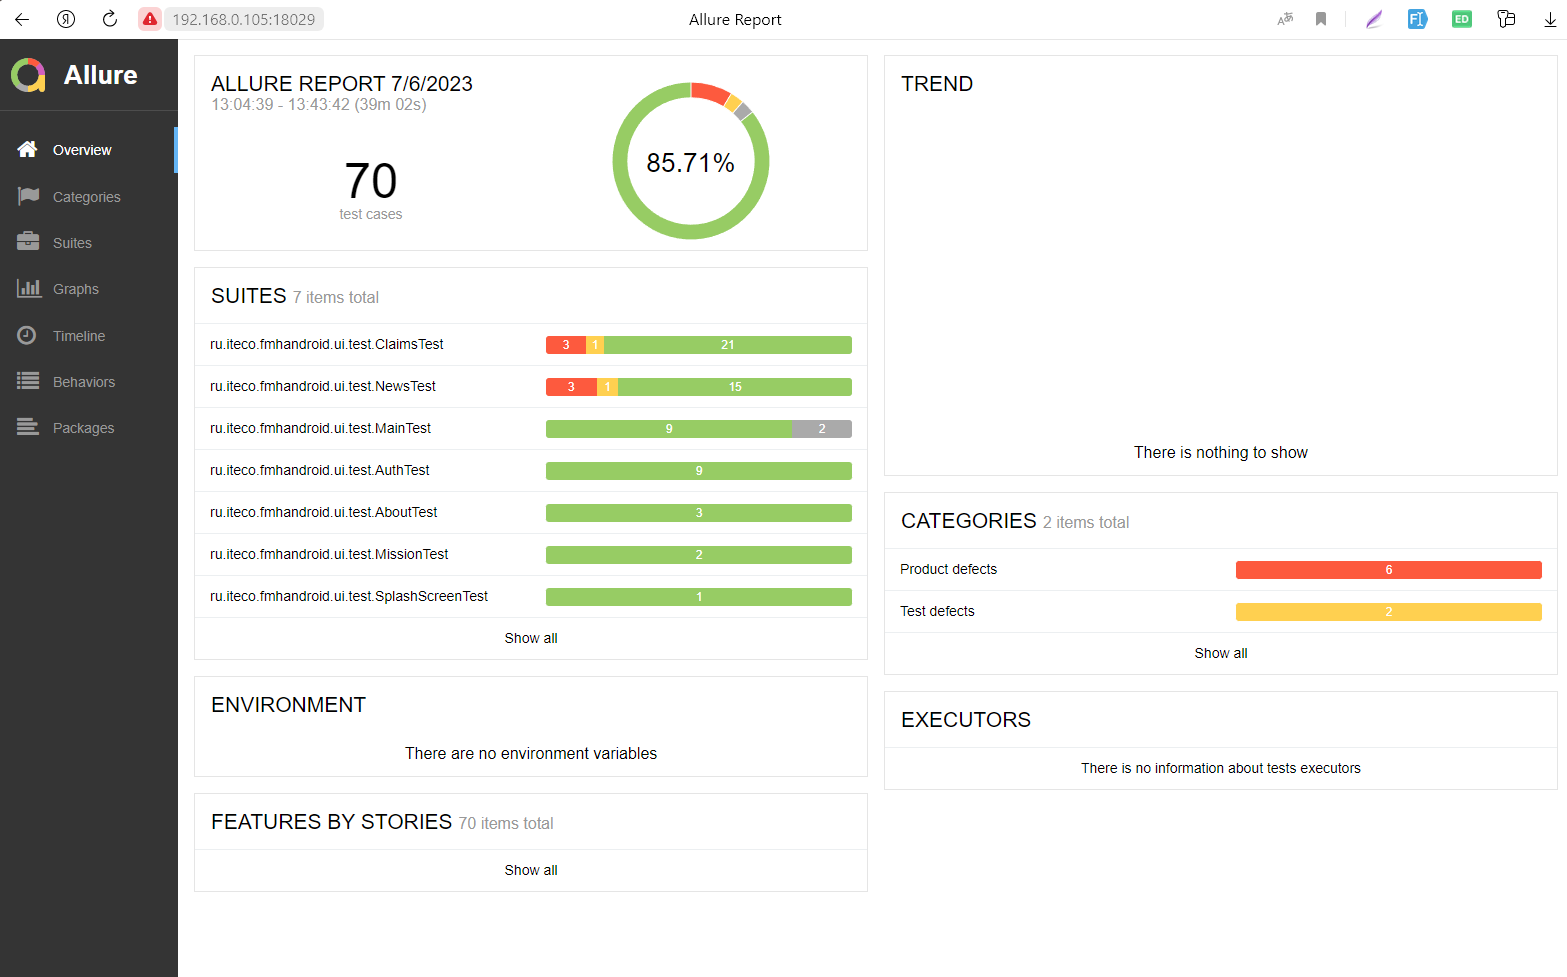 192.168.0.105:18029
Allure Report
Allure
Overview
Categories
Suites
Graphs
Timeline
Behaviors
Packages
ALLURE REPORT 7/6/2023
13:04:39 - 13:43:42 (39m 02s)
70
test cases
85.71%
SUITES 7 items total
ru.iteco.fmhandroid.ui.test.ClaimsTest 3 1 21
ru.iteco.fmhandroid.ui.test.NewsTest 3 1 15
ru.iteco.fmhandroid.ui.test.MainTest 9 2
ru.iteco.fmhandroid.ui.test.AuthTest 9
ru.iteco.fmhandroid.ui.test.AboutTest 3
ru.iteco.fmhandroid.ui.test.MissionTest 2
ru.iteco.fmhandroid.ui.test.SplashScreenTest 1
Show all
ENVIRONMENT
There are no environment variables
FEATURES BY STORIES 70 items total
Show all
TREND
There is nothing to show
CATEGORIES 2 items total
Product defects 6
Test defects 2
Show all
EXECUTORS
There is no information about tests executors
Я
A
FI
ED